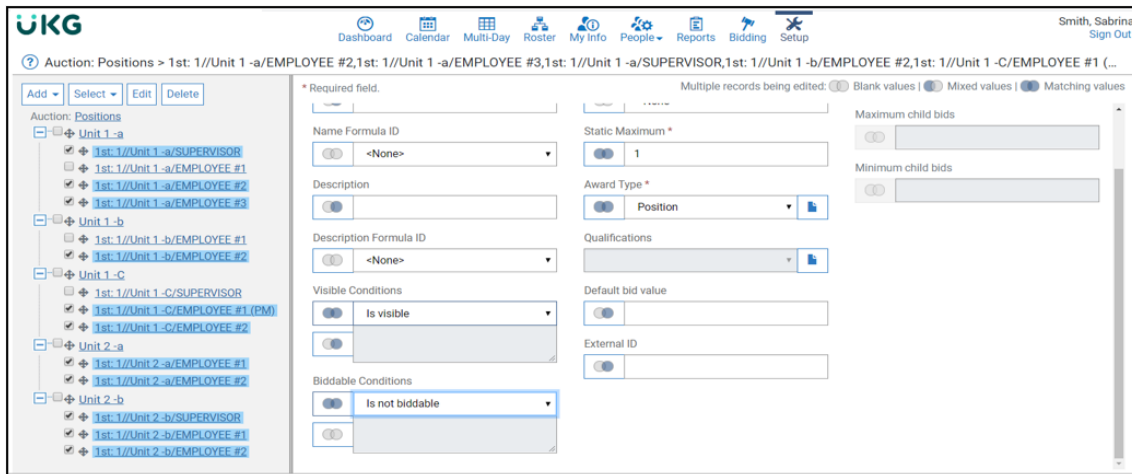 UKG
Dashboard Calendar Multi-Day Roster My Info People Reports Bidding Setup
Smith, Sabrina
Sign Out
? Auction: Positions > 1st: 1//Unit 1 -a/EMPLOYEE #2,1st: 1//Unit 1 -a/EMPLOYEE #3,1st: 1//Unit 1 -a/SUPERVISOR,1st: 1//Unit 1 -b/EMPLOYEE #2,1st: 1//Unit 1 -C/EMPLOYEE #1 (...
Add Select Edit Delete
Auction: Positions
Unit 1 -a
1st: 1//Unit 1 -a/SUPERVISOR
1st: 1//Unit 1 -a/EMPLOYEE #1
1st: 1//Unit 1 -a/EMPLOYEE #2
1st: 1//Unit 1 -a/EMPLOYEE #3
Unit 1 -b
1st: 1//Unit 1 -b/EMPLOYEE #1
1st: 1//Unit 1 -b/EMPLOYEE #2
Unit 1 -C
1st: 1//Unit 1 -C/SUPERVISOR
1st: 1//Unit 1 -C/EMPLOYEE #1 (PM)
1st: 1//Unit 1 -C/EMPLOYEE #2
Unit 2 -a
1st: 1//Unit 2 -a/EMPLOYEE #1
1st: 1//Unit 2 -a/EMPLOYEE #2
Unit 2 -b
1st: 1//Unit 2 -b/SUPERVISOR
1st: 1//Unit 2 -b/EMPLOYEE #1
1st: 1//Unit 2 -b/EMPLOYEE #2
* Required field.
Multiple records being edited: Blank values | Mixed values | Matching values
Name Formula ID
<None>
Description
Description Formula ID
<None>
Visible Conditions
Is visible
Biddable Conditions
Is not biddable
Static Maximum *
1
Award Type *
Position
Qualifications
Default bid value
External ID
Maximum child bids
Minimum child bids